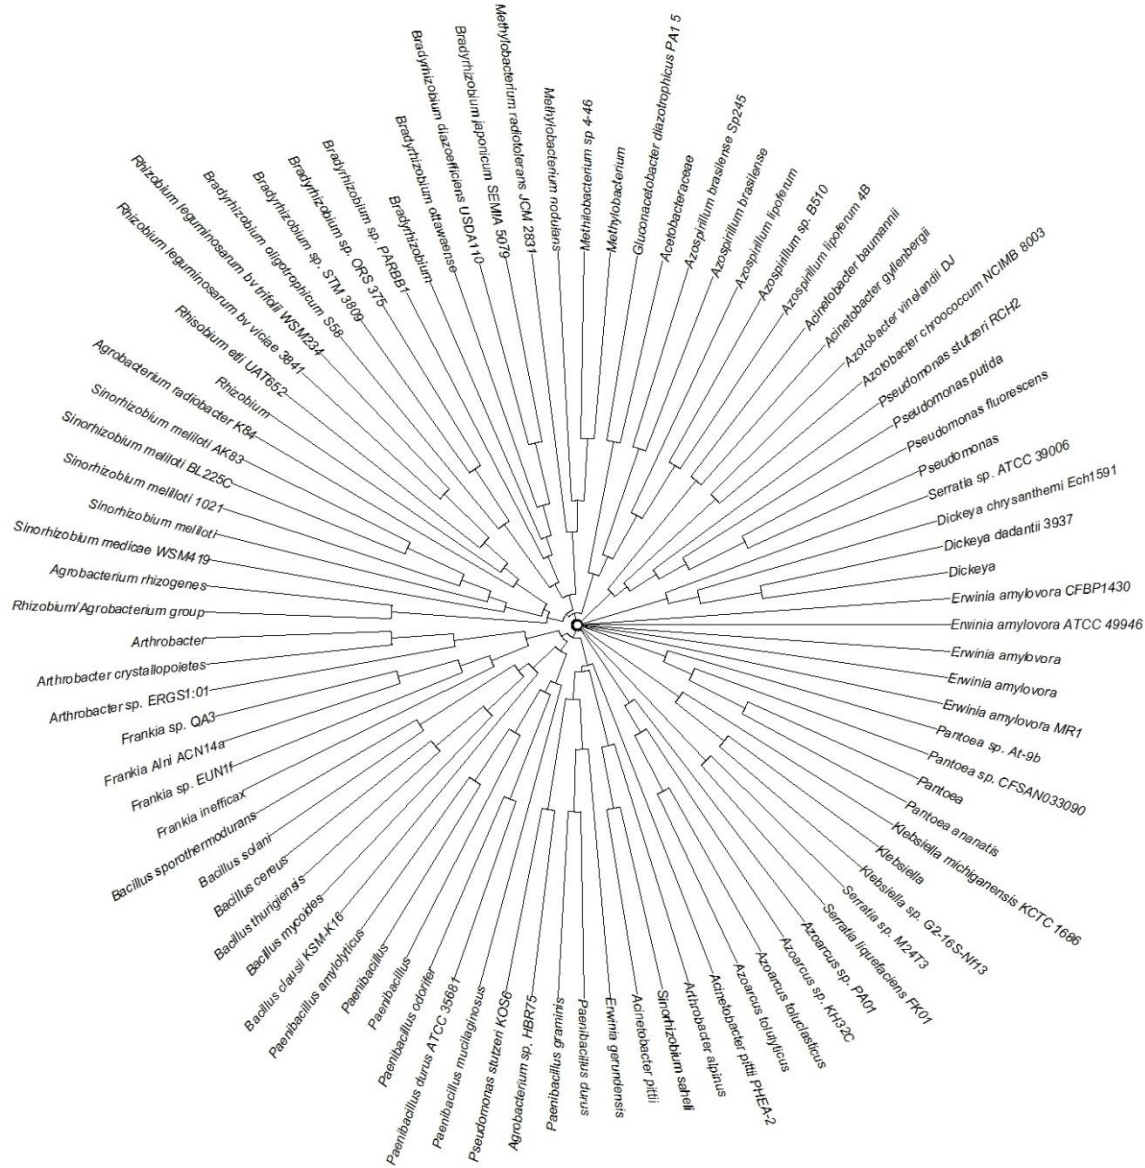 Methylobacterium nodulans
Methilobacterium sp 4-46
Methylobacterium
Gluconacetobacter diazotrophicus PA1 5
Acetobacteraceae
Azospirillum brasilense Sp245
Azospirillum brasilense
Azospirillum lipoferum
Azospirillum sp. B510
Azospirillum lipoferum 4B
Acinetobacter baumannii
Acinetobacter gyllenbergii
Azotobacter vinelandii DJ
Azotobacter chroococcum NCIMB 8003
Pseudomonas stutzeri RCH2
Pseudomonas putida
Pseudomonas fluorescens
Pseudomonas
Serratia sp. ATCC 39006
Dickeya chrysanthemi Ech1591
Dickeya dadantii 3937
Dickeya
Erwinia amylovora CFBP1430
Erwinia amylovora ATCC 49946
Erwinia amylovora
Erwinia amylovora
Erwinia amylovora MR1
Pantoea sp. At-9b
Pantoea sp. CFSAN033090
Pantoea
Pantoea ananatis
Klebsiella michiganensis KCTC 1686
Klebsiella
Klebsiella sp. G2-16S-Nf13
Serratia sp. M24T3
Serratia liquefaciens FK01
Azoarcus sp. PA01
Azoarcus sp. KH32C
Azoarcus toluclasticus
Azoarcus tolulyticus
Acinetobacter pittii PHEA-2
Arthrobacter alpinus
Sinorhizobium saheli
Acinetobacter pittii
Erwinia gerundensis
Paenibacillus durus
Paenibacillus graminis
Agrobacterium sp. HBR75
Pseudomonas stutzeri KOS6
Paenibacillus mucilaginosus
Paenibacillus durus ATCC 35681
Paenibacillus odorifer
Paenibacillus
Paenibacillus
Paenibacillus amylolyticus
Bacillus clausii KSM-K16
Bacillus mycoides
Bacillus thurigiensis
Bacillus cereus
Bacillus solani
Bacillus sporothermodurans
Frankia inefficax
Frankia sp. EUN1f
Frankia Alni ACN14a
Frankia sp. QA3
Arthrobacter sp. ERGS1:01
Arthrobacter crystallopoietes
Arthrobacter
Rhizobium/Agrobacterium group
Agrobacterium rhizogenes
Sinorhizobium medicae WSM419
Sinorhizobium meliloti
Sinorhizobium melilloti 1021
Sinorhizobium melilloti BL225C
Sinorhizobium meliloti AK83
Agrobacterium radiobacter K84
Rhizobium
Rhisobium etli UAT652
Rhizobium leguminosarum bv viciae 3841
Rhizobium leguminosarum bv trifolii WSM234
Bradyrhizobium oligotrophicum S58
Bradyrhizobium sp. STM 3809
Bradyrhizobium sp. ORS 375
Bradyrhizobium sp. PARBB1
Bradyrhizobium
Bradyrhizobium ottawaense
Bradyrhizobium diazoefficiens USDA110
Bradyrhizobium japonicum SEMIA 5079
Methylobacterium radiotolerans JCM 2831